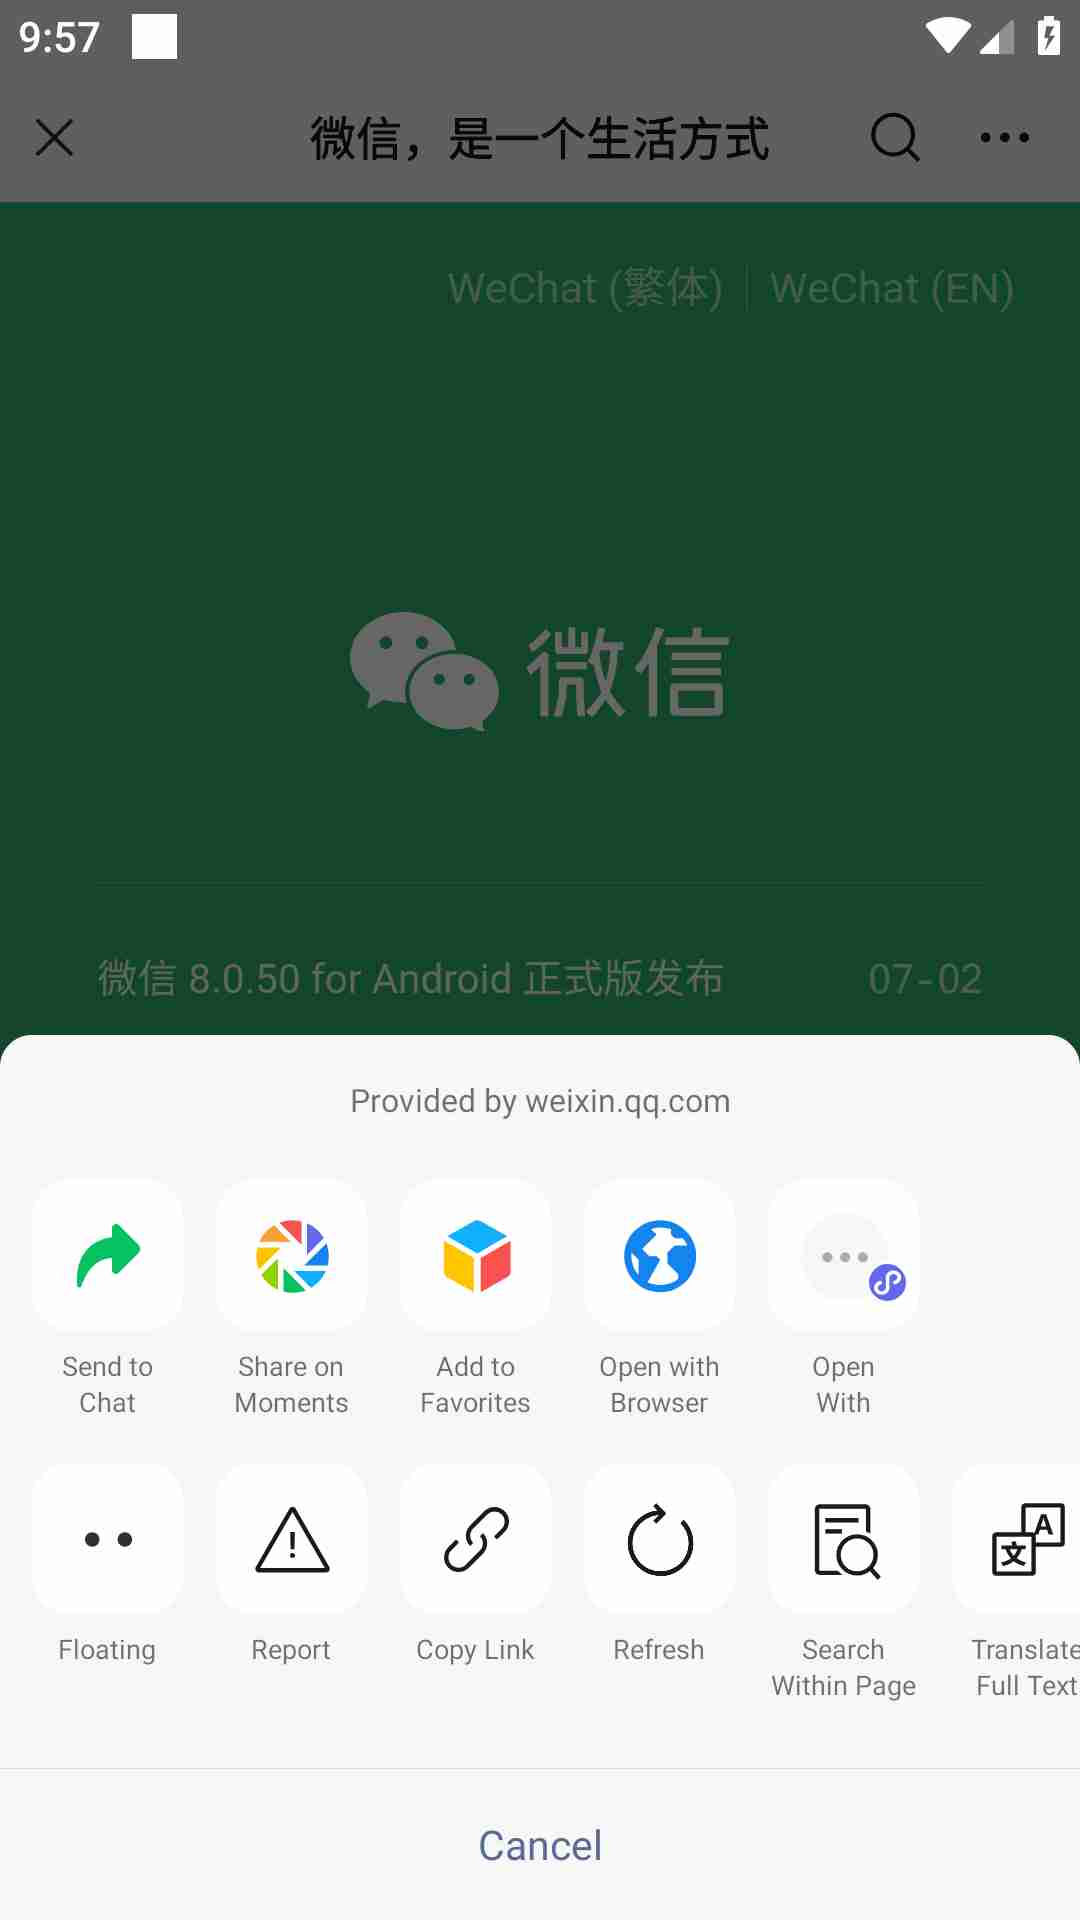 9:57
微信，是一个生活方式
WeChat (繁体) WeChat (EN)
微信
微信 8.0.50 for Android 正式版发布 07-02
Provided by weixin.qq.com
Send to Chat
Share on Moments
Add to Favorites
Open with Browser
Open With
Floating
Report
Copy Link
Refresh
Search Within Page
A
文
Translate Full Text
Cancel